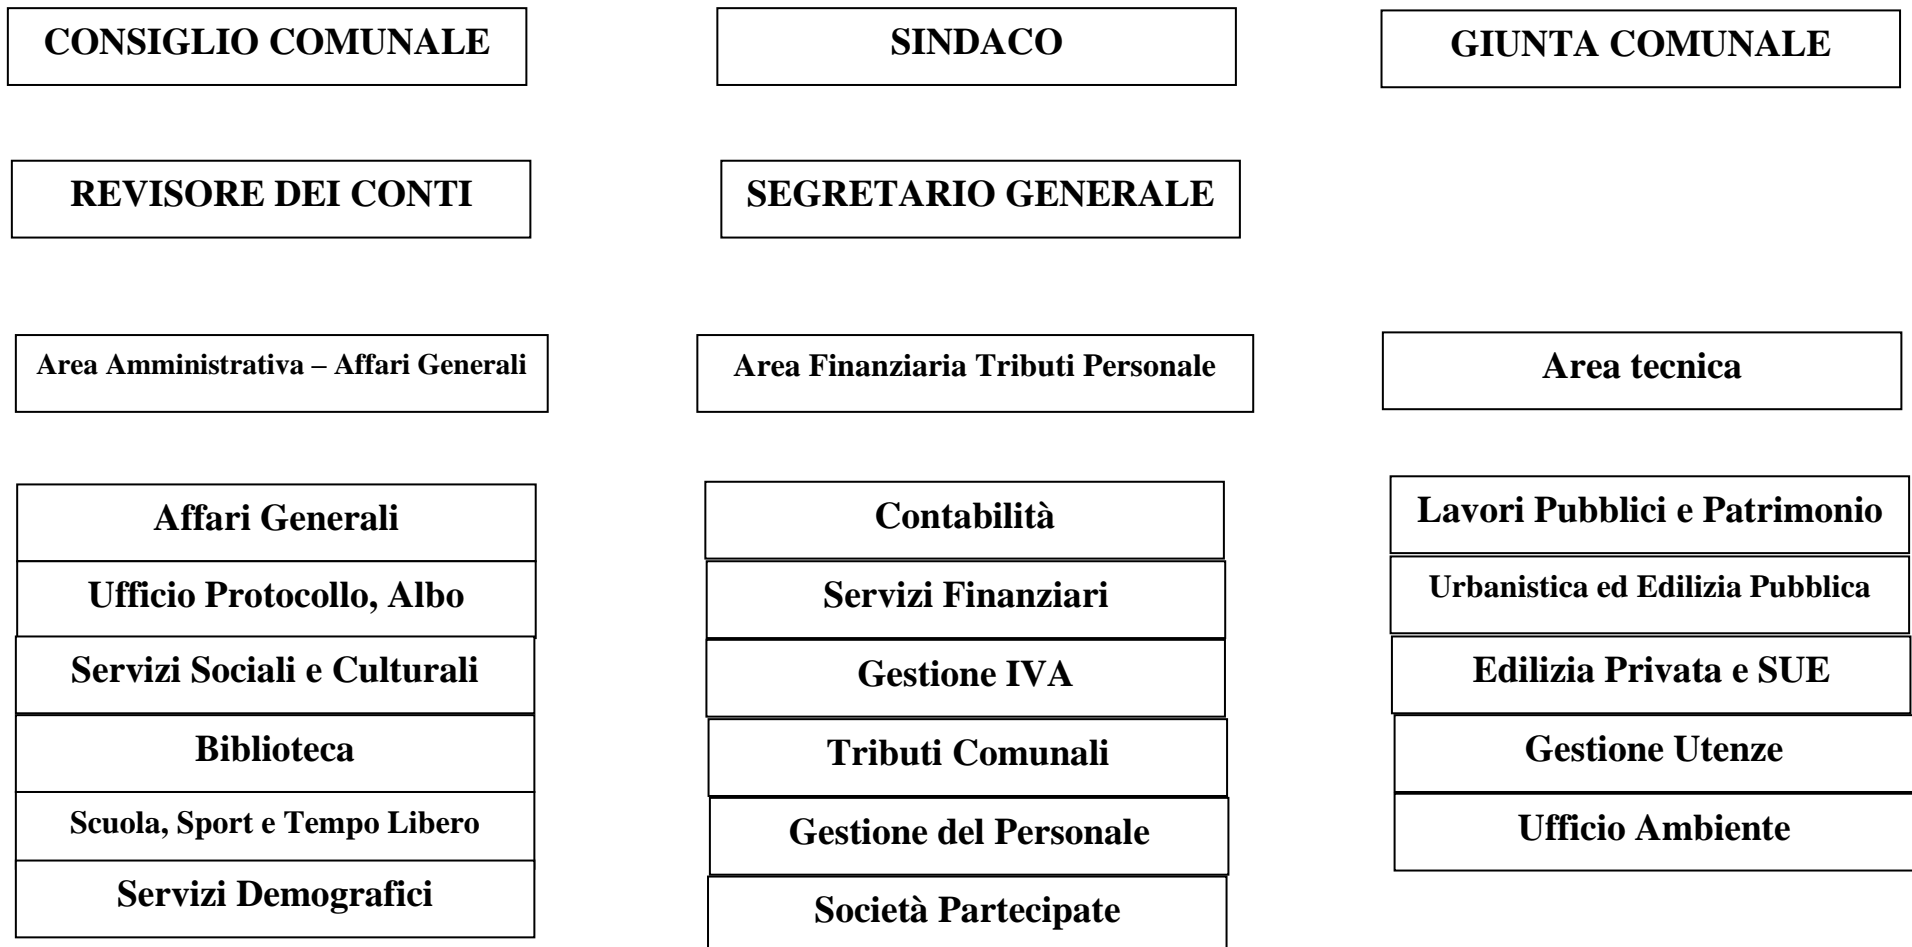 CONSIGLIO COMUNALE
SINDACO
GIUNTA COMUNALE
REVISORE DEI CONTI
SEGRETARIO GENERALE
Area Amministrativa – Affari Generali
Area Finanziaria Tributi Personale
Area tecnica
Affari Generali
Ufficio Protocollo, Albo
Servizi Sociali e Culturali
Biblioteca
Scuola, Sport e Tempo Libero
Servizi Demografici
Contabilità
Servizi Finanziari
Gestione IVA
Tributi Comunali
Gestione del Personale
Società Partecipate
Lavori Pubblici e Patrimonio
Urbanistica ed Edilizia Pubblica
Edilizia Privata e SUE
Gestione Utenze
Ufficio Ambiente